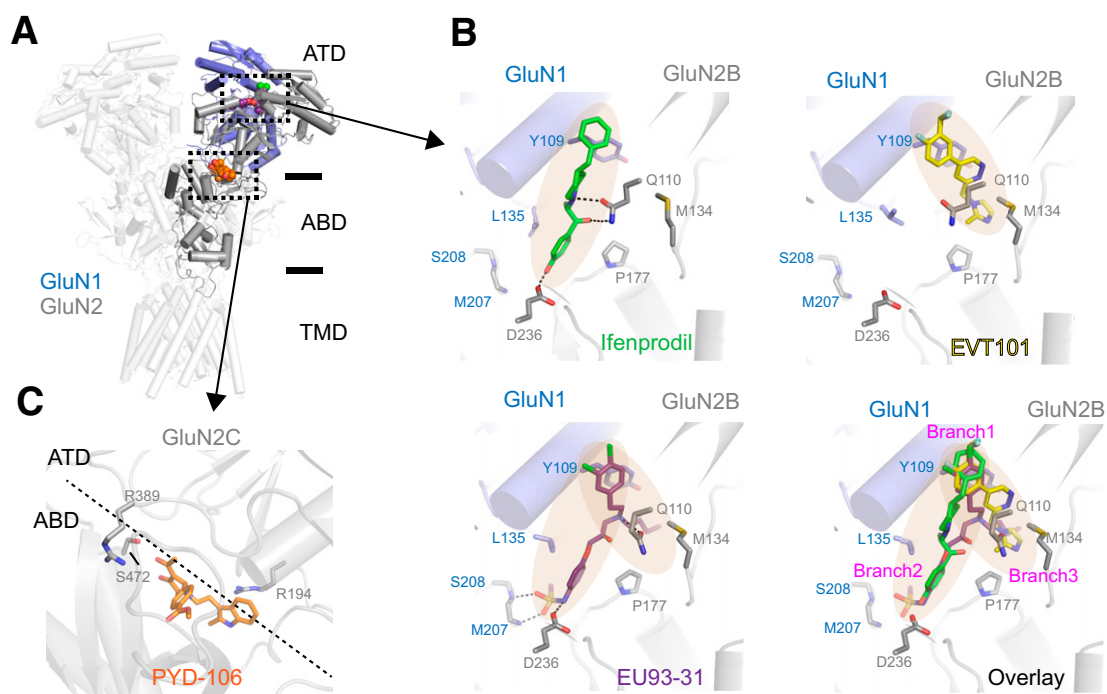 A
ATD
ABD
TMD
GluN1
GluN2
B
GluN1
GluN2B
Y109
Q110
M134
L135
S208
P177
M207
D236
Ifenprodil
GluN1
GluN2B
Y109
Q110
M134
L135
S208
P177
M207
D236
EVT101
C
GluN2C
ATD
R389
ABD
S472
R194
PYD-106
GluN1
GluN2B
Y109
Q110
M134
L135
S208
P177
M207
D236
EU93-31
GluN1
GluN2B
Branch1
Y109
Q110
L135
M134
Branch2
Branch3
S208
P177
M207
D236
Overlay